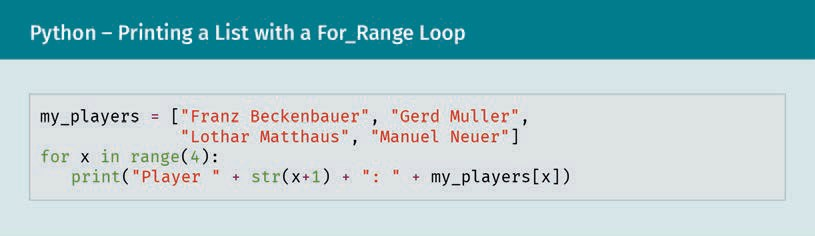 Python – Printing a List with a For_Range Loop
my_players = ["Franz Beckenbauer", "Gerd Muller",
"Lothar Matthaus", "Manuel Neuer"]
for x in range(4):
print("Player " + str(x+1) + ": " + my_players[x])